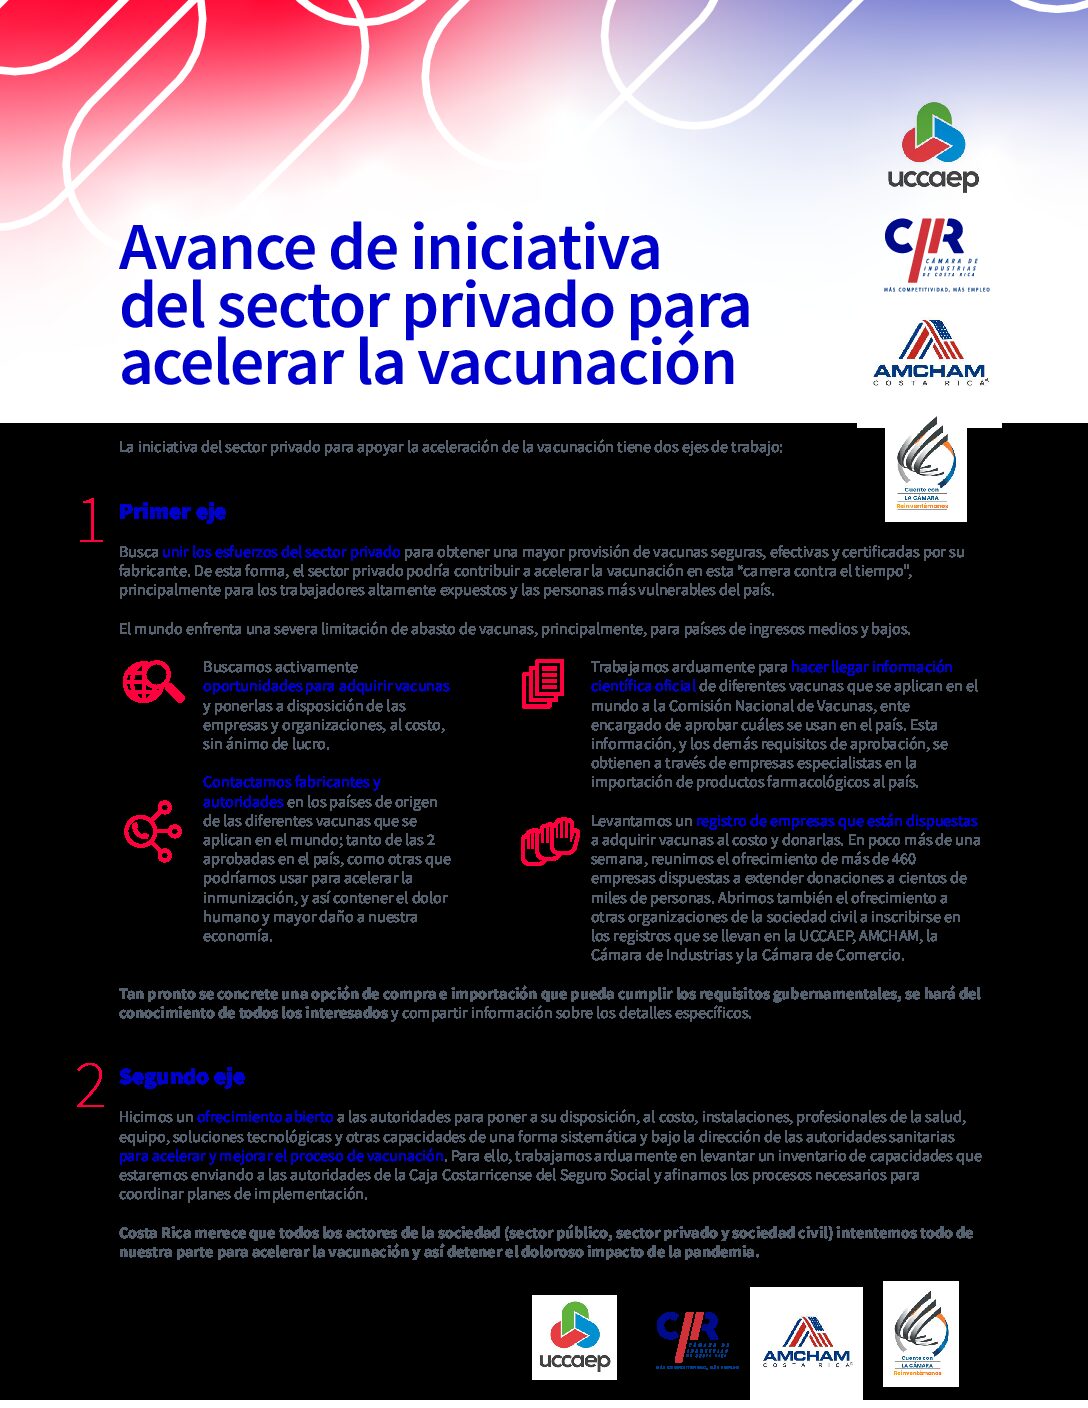 uccaep
CIR
CÁMARA DE
INDUSTRIAS
DE COSTA RICA
MÁS COMPETITIVIDAD, MÁS EMPLEO
Avance de iniciativa
del sector privado para
acelerar la vacunación
AMCHAM
COSTA RICA
La iniciativa del sector privado para apoyar la aceleración de la vacunación tiene dos ejes de trabajo:
Cuente con
LA CÁMARA
Reinventémonos
1 Primer eje
Busca unir los esfuerzos del sector privado para obtener una mayor provisión de vacunas seguras, efectivas y certificadas por su
fabricante. De esta forma, el sector privado podría contribuir a acelerar la vacunación en esta "carrera contra el tiempo",
principalmente para los trabajadores altamente expuestos y las personas más vulnerables del país.
El mundo enfrenta una severa limitación de abasto de vacunas, principalmente, para países de ingresos medios y bajos.
Buscamos activamente
oportunidades para adquirir vacunas
y ponerlas a disposición de las
empresas y organizaciones, al costo,
sin ánimo de lucro.
Contactamos fabricantes y
autoridades en los países de origen
de las diferentes vacunas que se
aplican en el mundo; tanto de las 2
aprobadas en el país, como otras que
podríamos usar para acelerar la
inmunización, y así contener el dolor
humano y mayor daño a nuestra
economía.
Trabajamos arduamente para hacer llegar información
científica oficial de diferentes vacunas que se aplican en el
mundo a la Comisión Nacional de Vacunas, ente
encargado de aprobar cuáles se usan en el país. Esta
información, y los demás requisitos de aprobación, se
obtienen a través de empresas especialistas en la
importación de productos farmacológicos al país.
Levantamos un registro de empresas que están dispuestas
a adquirir vacunas al costo y donarlas. En poco más de una
semana, reunimos el ofrecimiento de más de 460
empresas dispuestas a extender donaciones a cientos de
miles de personas. Abrimos también el ofrecimiento a
otras organizaciones de la sociedad civil a inscribirse en
los registros que se llevan en la UCCAEP, AMCHAM, la
Cámara de Industrias y la Cámara de Comercio.
Tan pronto se concrete una opción de compra e importación que pueda cumplir los requisitos gubernamentales, se hará del
conocimiento de todos los interesados y compartir información sobre los detalles específicos.
2 Segundo eje
Hicimos un ofrecimiento abierto a las autoridades para poner a su disposición, al costo, instalaciones, profesionales de la salud,
equipo, soluciones tecnológicas y otras capacidades de una forma sistemática y bajo la dirección de las autoridades sanitarias
para acelerar y mejorar el proceso de vacunación. Para ello, trabajamos arduamente en levantar un inventario de capacidades que
estaremos enviando a las autoridades de la Caja Costarricense del Seguro Social y afinamos los procesos necesarios para
coordinar planes de implementación.
Costa Rica merece que todos los actores de la sociedad (sector público, sector privado y sociedad civil) intentemos todo de
nuestra parte para acelerar la vacunación y así detener el doloroso impacto de la pandemia.
uccaep
CIR
CÁMARA DE
INDUSTRIAS
DE COSTA RICA
MÁS COMPETITIVIDAD, MÁS EMPLEO
AMCHAM
COSTA RICA
Cuente con
LA CÁMARA
Reinventémonos